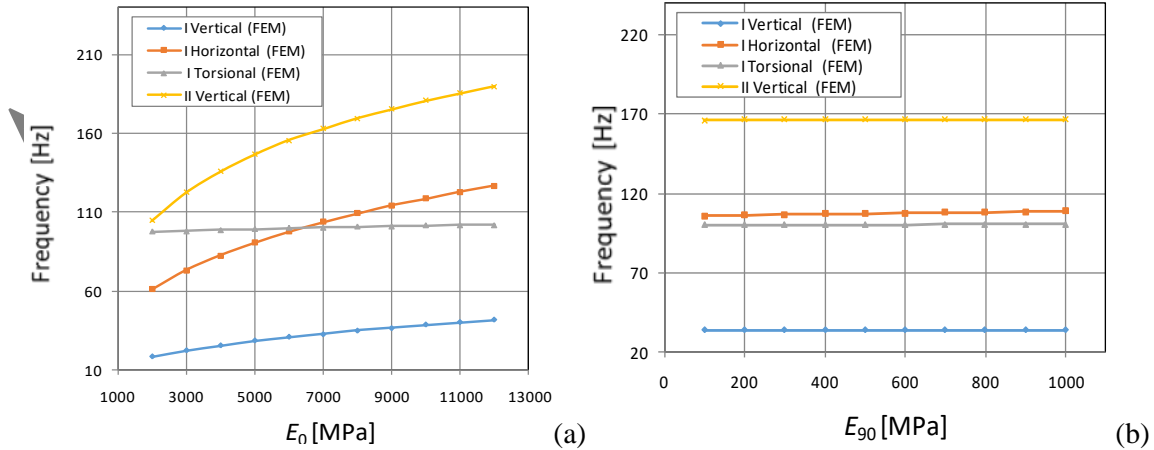 I Vertical (FEM)
I Horizontal (FEM)
I Torsional (FEM)
II Vertical (FEM)
210
160
110
60
10
1000 3000 5000 7000 9000 11000 13000
Frequency [Hz]
E0 [MPa]
(a)
I Vertical (FEM)
I Horizontal (FEM)
I Torsional (FEM)
II Vertical (FEM)
220
170
120
70
20
0 200 400 600 800 1000
Frequency [Hz]
E90 [MPa]
(b)